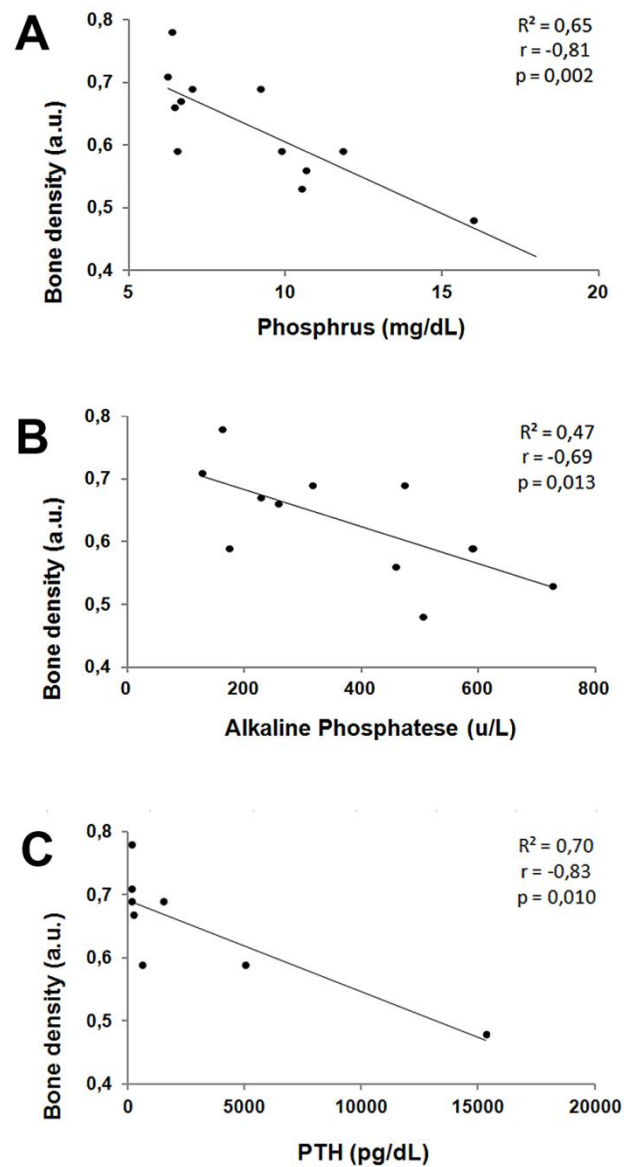 A
R² = 0,65
r = -0,81
p = 0,002
Bone density (a.u.)
0,8
0,7
0,6
0,5
0,4
5 10 15 20
Phosphrus (mg/dL)
B
R² = 0,47
r = -0,69
p = 0,013
Bone density (a.u.)
0,8
0,7
0,6
0,5
0,4
0 200 400 600 800
Alkaline Phosphatese (u/L)
C
R² = 0,70
r = -0,83
p = 0,010
Bone density (a.u.)
0,8
0,7
0,6
0,5
0,4
0 5000 10000 15000 20000
PTH (pg/dL)